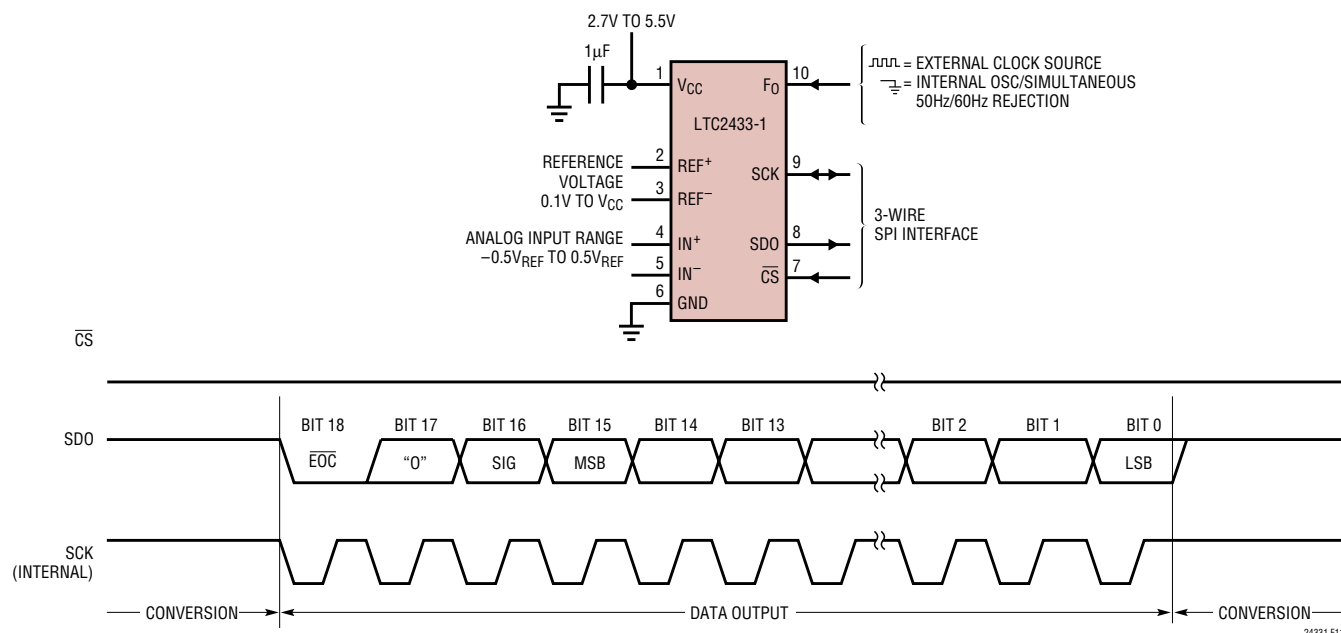 2.7V TO 5.5V
1µF
1
VCC
FO
10
= EXTERNAL CLOCK SOURCE
= INTERNAL OSC/SIMULTANEOUS
50Hz/60Hz REJECTION
LTC2433-1
REFERENCE
VOLTAGE
0.1V TO VCC
2
REF+
3
REF−
SCK
9
ANALOG INPUT RANGE
−0.5VREF TO 0.5VREF
4
IN+
5
IN−
6
GND
SDO
8
CS
7
3-WIRE
SPI INTERFACE
CS
SDO
BIT 18 BIT 17 BIT 16 BIT 15 BIT 14 BIT 13 BIT 2 BIT 1 BIT 0
EOC "0" SIG MSB LSB
SCK
(INTERNAL)
CONVERSION DATA OUTPUT CONVERSION